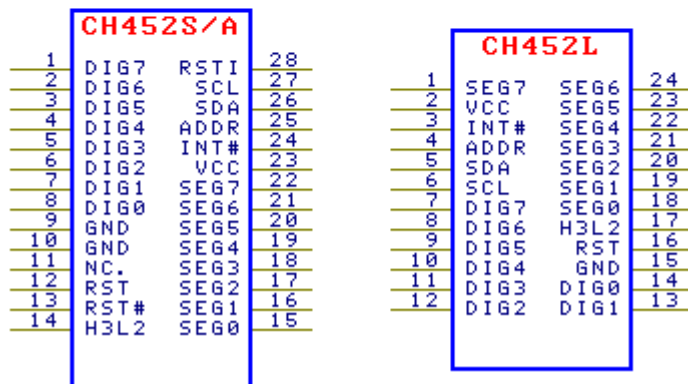 CH452S/A
1 DIG7 RSTI 28
2 DIG6 SCL 27
3 DIG5 SDA 26
4 DIG4 ADDR 25
5 DIG3 INT# 24
6 DIG2 VCC 23
7 DIG1 SEG7 22
8 DIG0 SEG6 21
9 GND SEG5 20
10 GND SEG4 19
11 NC. SEG3 18
12 RST SEG2 17
13 RST# SEG1 16
14 H3L2 SEG0 15
CH452L
1 SEG7 SEG6 24
2 VCC SEG5 23
3 INT# SEG4 22
4 ADDR SEG3 21
5 SDA SEG2 20
6 SCL SEG1 19
7 DIG7 SEG0 18
8 DIG6 H3L2 17
9 DIG5 RST 16
10 DIG4 GND 15
11 DIG3 DIG0 14
12 DIG2 DIG1 13